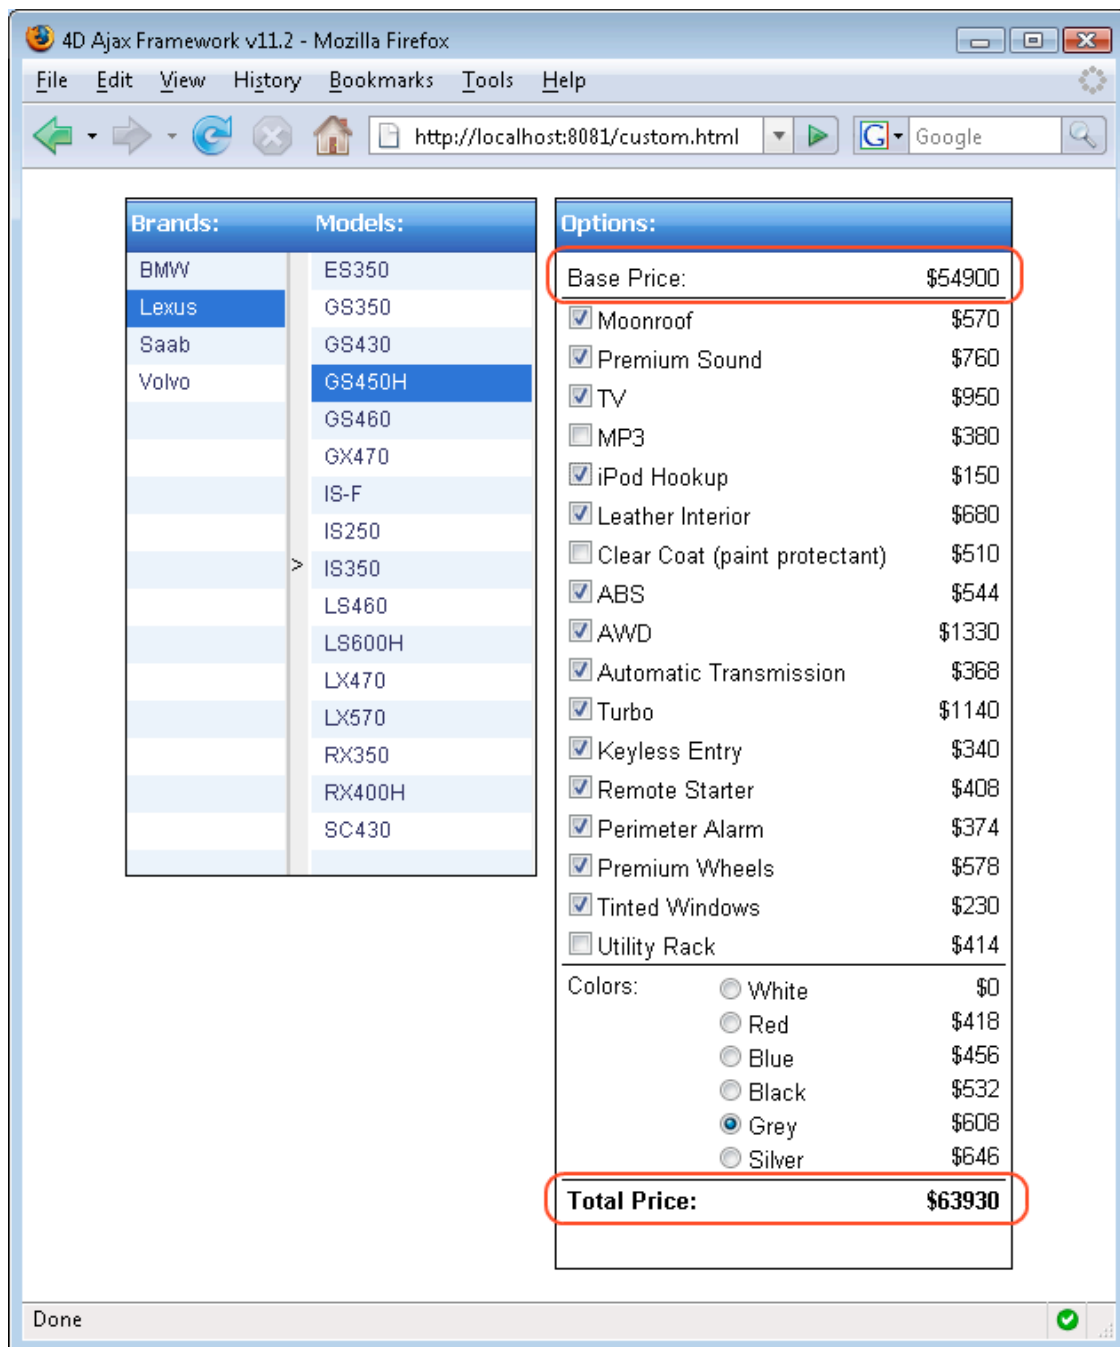 4D Ajax Framework v11.2 - Mozilla Firefox
File Edit View History Bookmarks Tools Help
http://localhost:8081/custom.html G Google
Brands: Models:
BMW ES350
Lexus GS350
Saab GS430
Volvo GS450H
GS460
GX470
IS-F
IS250
> IS350
LS460
LS600H
LX470
LX570
RX350
RX400H
SC430
Options:
Base Price: $54900
Moonroof $570
Premium Sound $760
TV $950
MP3 $380
iPod Hookup $150
Leather Interior $680
Clear Coat (paint protectant) $510
ABS $544
AWD $1330
Automatic Transmission $368
Turbo $1140
Keyless Entry $340
Remote Starter $408
Perimeter Alarm $374
Premium Wheels $578
Tinted Windows $230
Utility Rack $414
Colors: White $0
Red $418
Blue $456
Black $532
Grey $608
Silver $646
Total Price: $63930
Done